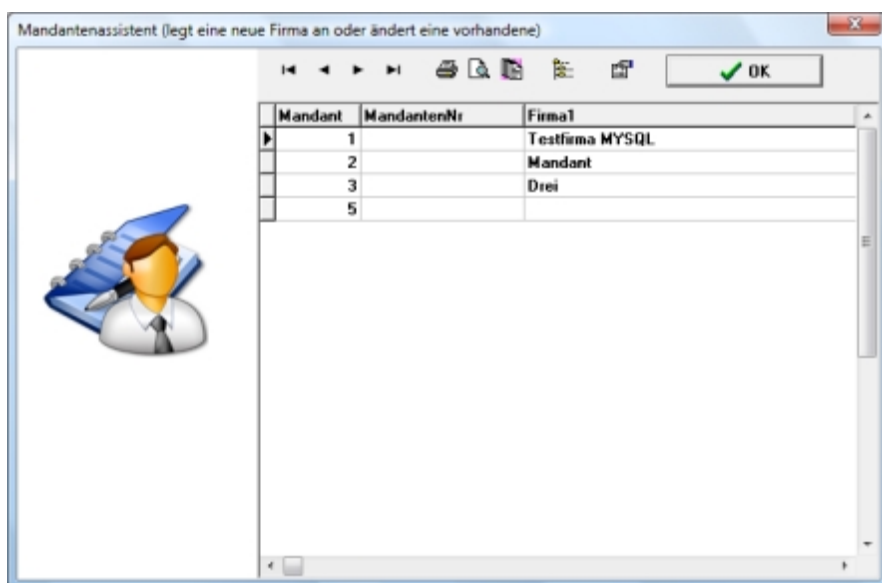 Mandantenassistent (legt eine neue Firma an oder ändert eine vorhandene)
OK
Mandant MandantenNr Firma1
1 Testfirma MYSQL
2 Mandant
3 Drei
5